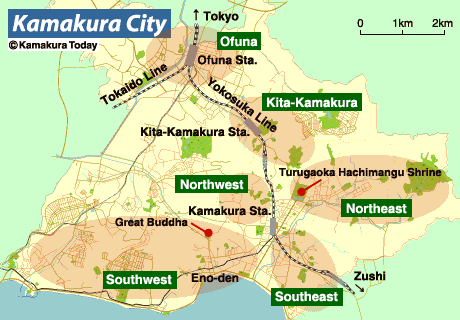 Kamakura City
© Kamakura Today
Tokyo
0 1km 2km
Ofuna
Ofuna Sta.
Tokaido Line
Yokosuka Line
Kita-Kamakura
Kita-Kamakura Sta.
Turugaoka Hachimangu Shrine
Northwest
Kamakura Sta.
Northeast
Great Buddha
Southwest
Eno-den
Zushi
Southeast